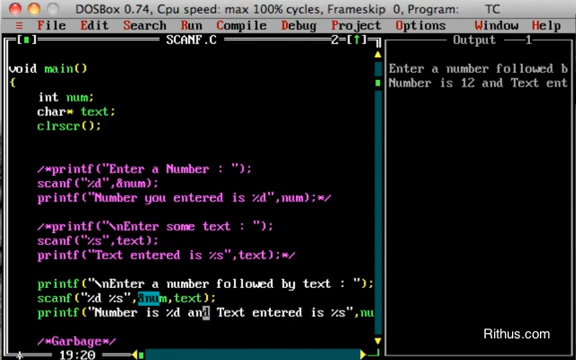 DOSBox 0.74, Cpu speed: max 100% cycles, Frameskip 0, Program: TC
≡ File Edit Search Run Compile Debug Project Options Window Help
SCANF.C 2=[↑]
Output 1
void main()
{
int num;
char* text;
clrscr();
/*printf("Enter a Number : ");
scanf("%d",&num);
printf("Number you entered is %d",num);*/
/*printf("\nEnter some text : ");
scanf("%s",text);
printf("Text entered is %s",text);*/
printf("\nEnter a number followed by text : ");
scanf("%d %s",&num,text);
printf("Number is %d and Text entered is %s",nu
/*Garbage*/
19:20
Enter a number followed b
Number is 12 and Text ent
Rithus.com